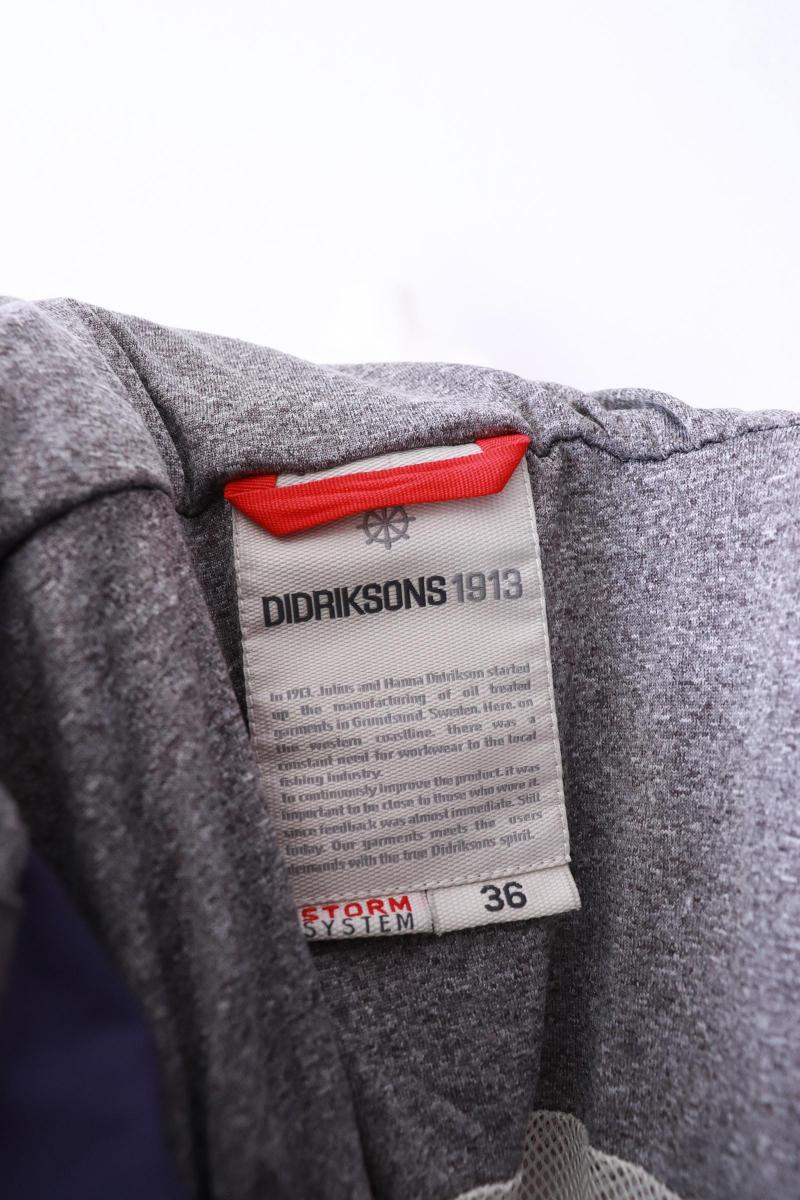 DIDRIKSONS 1913
In 1913, Julius and Hanna Didrikson started
up the manufacturing of oil treated
garments in Grundsund, Sweden. Here, on
the western coastline, there was a
constant need for workwear to the local
fishing industry.
To continuously improve the product, it was
important to be close to those who wore it,
since feedback was almost immediate. Still
today. Our garments meets the users
demands with the true Didriksons spirit.
STORM
SYSTEM
36